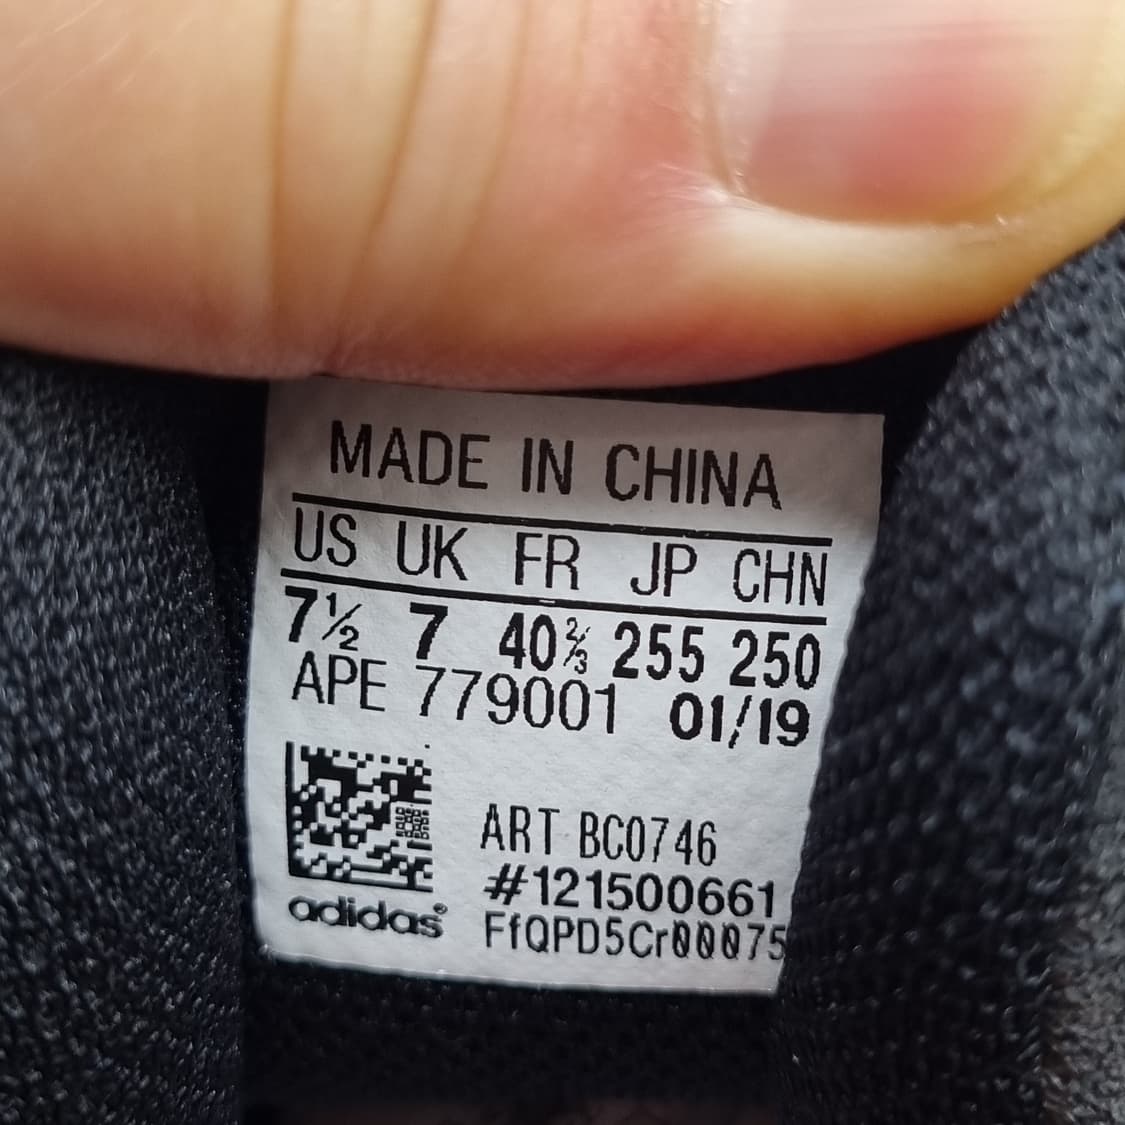 MADE IN CHINA
US UK FR JP CHN
7½ 7 40⅔ 255 250
APE 779001 01/19
ART BC0746
#121500661
FfQPD5Cr00075
adidas®